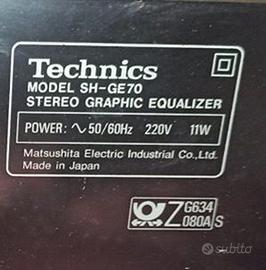 Technics
MODEL SH-GE70
STEREO GRAPHIC EQUALIZER
POWER: ∿ 50/60Hz 220V 11W
Matsushita Electric Industrial Co.,Ltd.
Made in Japan
Z G634
080A S
subito